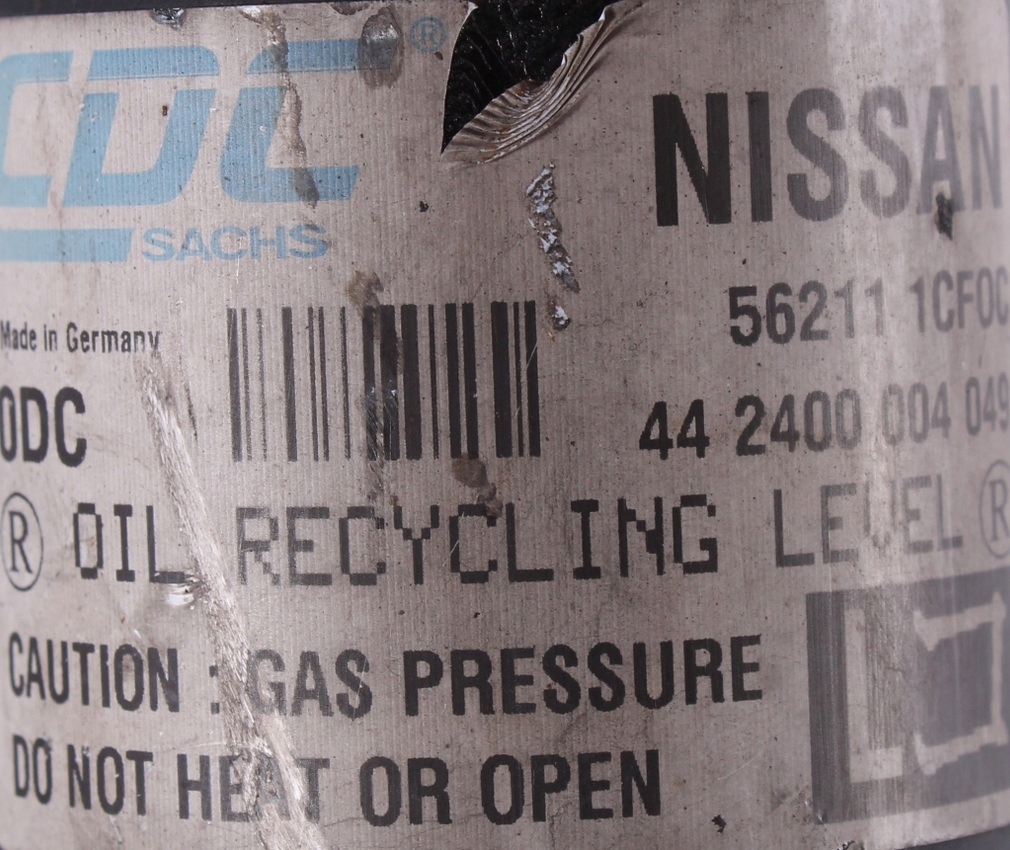 CDC®
SACHS
NISSAN
Made in Germany
56211 1CF0C
0DC
44 2400 004 049
® OIL RECYCLING LEVEL ®
CAUTION : GAS PRESSURE
DO NOT HEAT OR OPEN